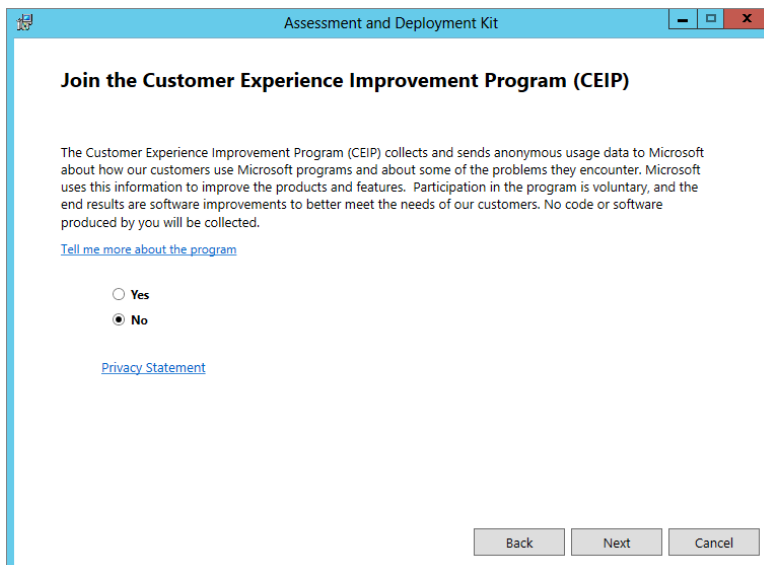 Assessment and Deployment Kit
Join the Customer Experience Improvement Program (CEIP)
The Customer Experience Improvement Program (CEIP) collects and sends anonymous usage data to Microsoft
about how our customers use Microsoft programs and about some of the problems they encounter. Microsoft
uses this information to improve the products and features.  Participation in the program is voluntary, and the
end results are software improvements to better meet the needs of our customers. No code or software
produced by you will be collected.
Tell me more about the program
Yes
No
Privacy Statement
Back Next Cancel